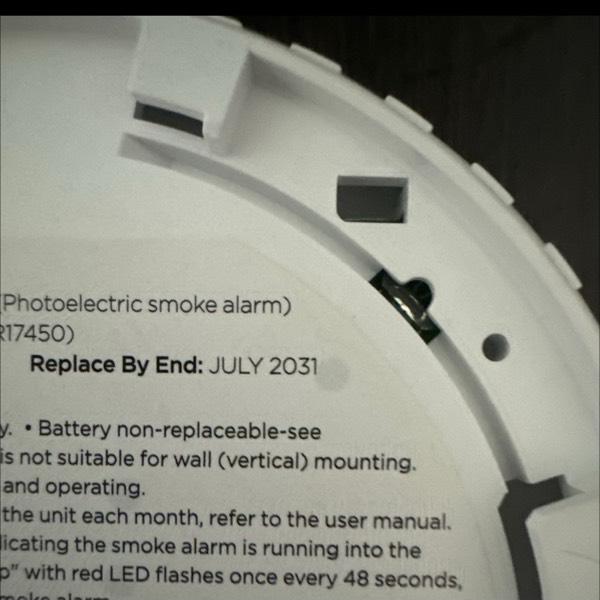 (Photoelectric smoke alarm)
R17450)
Replace By End: JULY 2031
y. • Battery non-replaceable-see
is not suitable for wall (vertical) mounting.
and operating.
the unit each month, refer to the user manual.
licating the smoke alarm is running into the
p" with red LED flashes once every 48 seconds,
smoke alarm